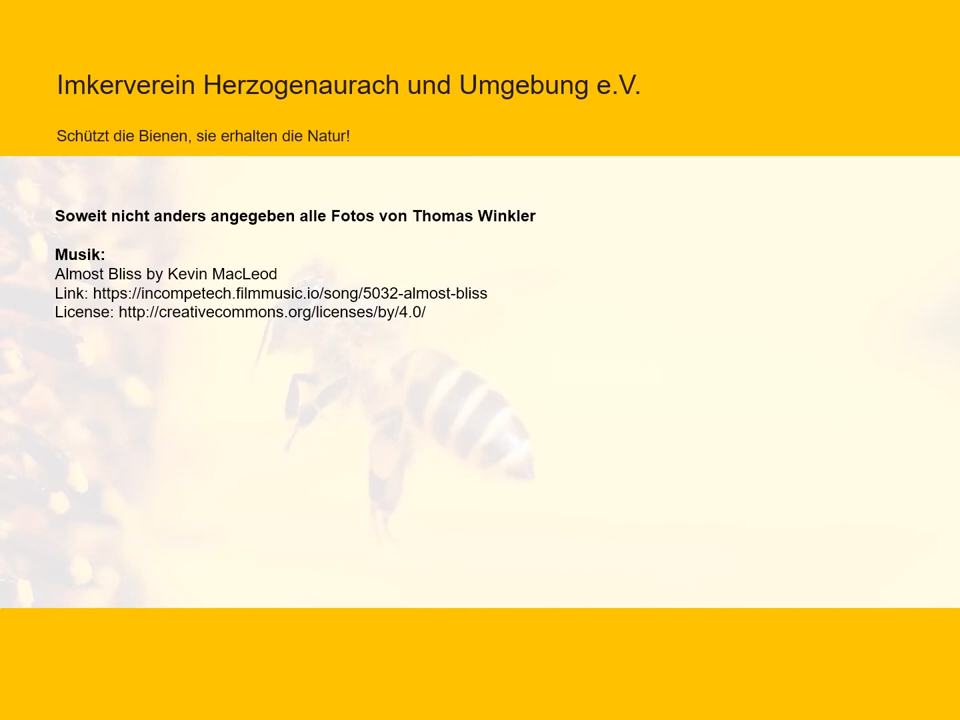 Imkerverein Herzogenaurach und Umgebung e.V.
Schützt die Bienen, sie erhalten die Natur!
Soweit nicht anders angegeben alle Fotos von Thomas Winkler
Musik:
Almost Bliss by Kevin MacLeod
Link: https://incompetech.filmmusic.io/song/5032-almost-bliss
License: http://creativecommons.org/licenses/by/4.0/